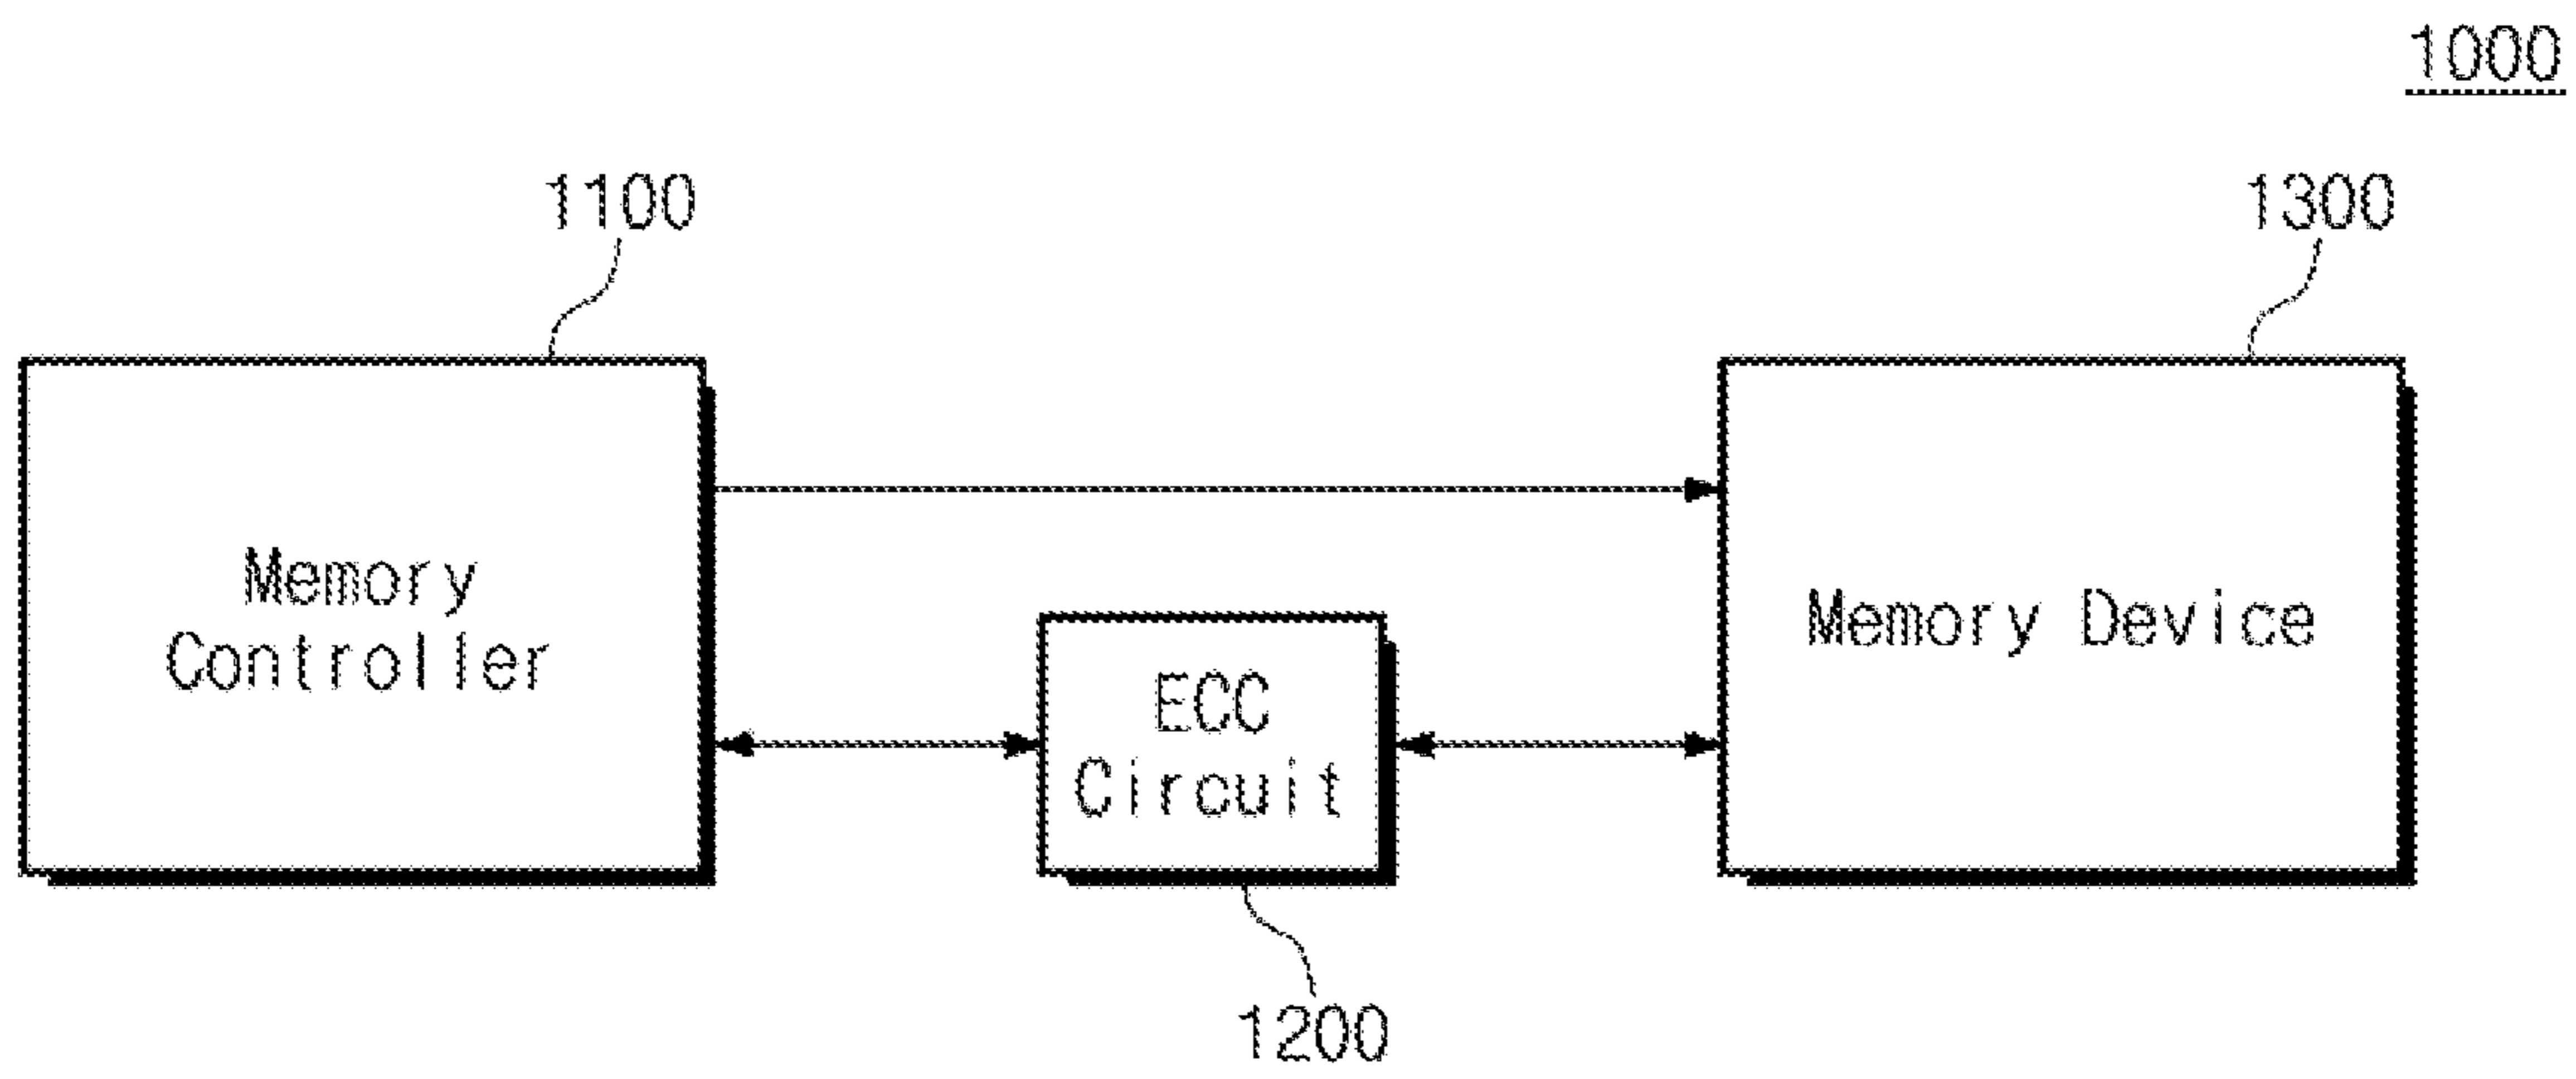 1000
1100
1300
Memory
Controller
Memory Device
ECC
Circuit
1200